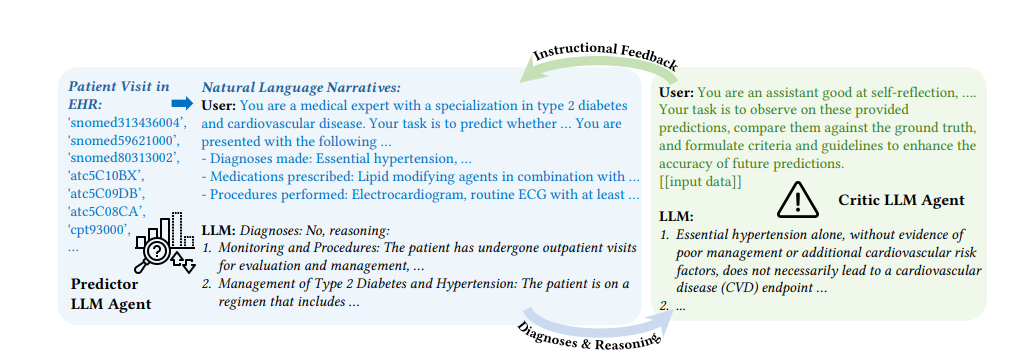 Instructional Feedback
Patient Visit in
EHR:
'snomed313436004',
'snomed59621000',
'snomed80313002',
'atc5C10BX',
'atc5C09DB',
'atc5C08CA',
'cpt93000',
...
Predictor
LLM Agent
Natural Language Narratives:
User: You are a medical expert with a specialization in type 2 diabetes
and cardiovascular disease. Your task is to predict whether ... You are
presented with the following ...
- Diagnoses made: Essential hypertension, ...
- Medications prescribed: Lipid modifying agents in combination with ...
- Procedures performed: Electrocardiogram, routine ECG with at least ...
LLM: Diagnoses: No, reasoning:
1. Monitoring and Procedures: The patient has undergone outpatient visits
for evaluation and management, ...
2. Management of Type 2 Diabetes and Hypertension: The patient is on a
regimen that includes ...
User: You are an assistant good at self-reflection, ....
Your task is to observe on these provided
predictions, compare them against the ground truth,
and formulate criteria and guidelines to enhance the
accuracy of future predictions.
[[input data]]
Critic LLM Agent
LLM:
1. Essential hypertension alone, without evidence of
poor management or additional cardiovascular risk
factors, does not necessarily lead to a cardiovascular
disease (CVD) endpoint ...
2. ...
Diagnoses & Reasoning